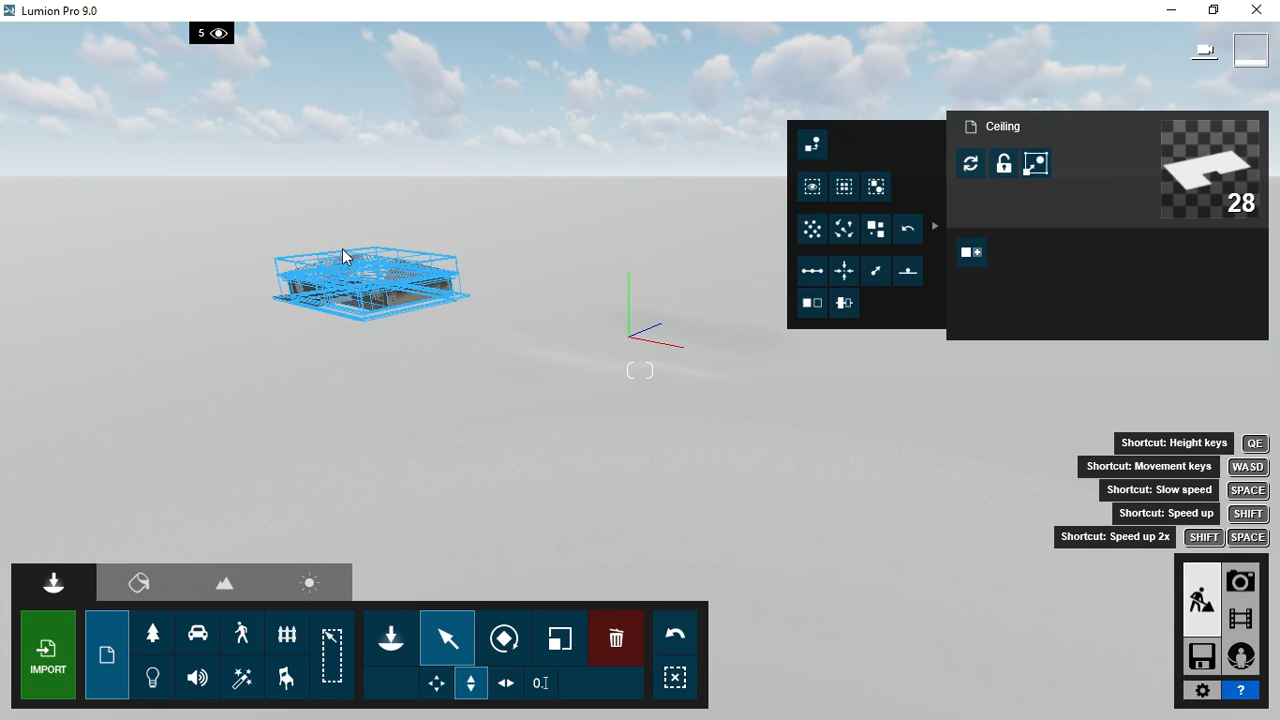 Lumion Pro 9.0
5
Ceiling
28
Shortcut: Height keys QE
Shortcut: Movement keys WASD
Shortcut: Slow speed SPACE
Shortcut: Speed up SHIFT
Shortcut: Speed up 2x SHIFT SPACE
IMPORT
0.
?